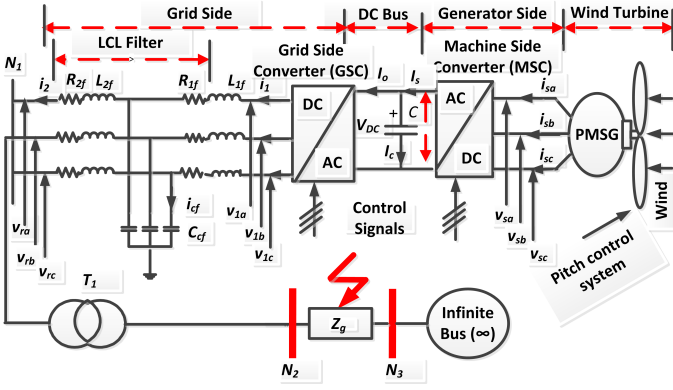 Grid Side
DC Bus
Generator Side
Wind Turbine
LCL Filter
Grid Side
Converter (GSC)
Machine Side
Converter (MSC)
N1
i2
R2f
L2f
R1f
L1f
i1
Io
Is
isa
isb
isc
DC
AC
VDC
+
C
Ic
AC
DC
PMSG
Wind
icf
Ccf
v1a
v1b
v1c
vra
vrb
vrc
Control
Signals
vsa
vsb
vsc
Pitch control
system
T1
Zg
N2
N3
Infinite
Bus (∞)